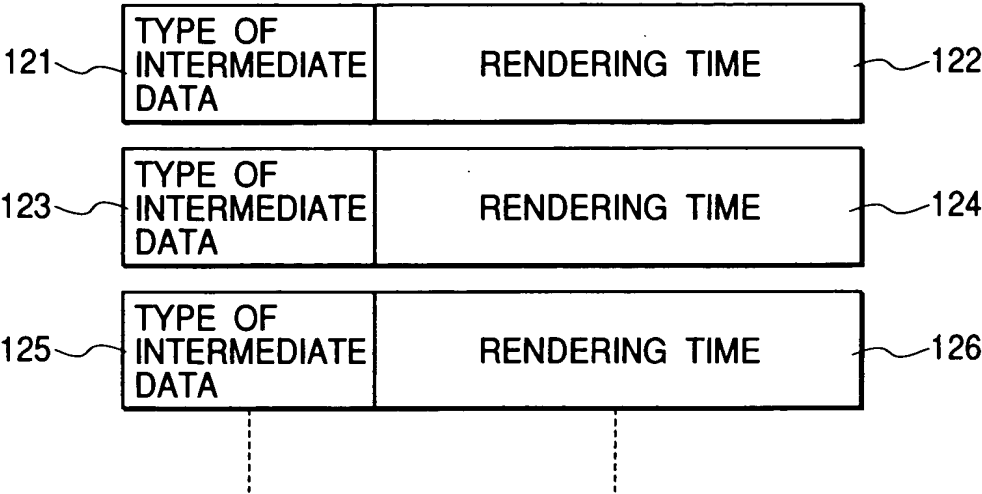 TYPE OF
121 INTERMEDIATE RENDERING TIME 122
DATA
TYPE OF
123 INTERMEDIATE RENDERING TIME 124
DATA
TYPE OF
125 INTERMEDIATE RENDERING TIME 126
DATA